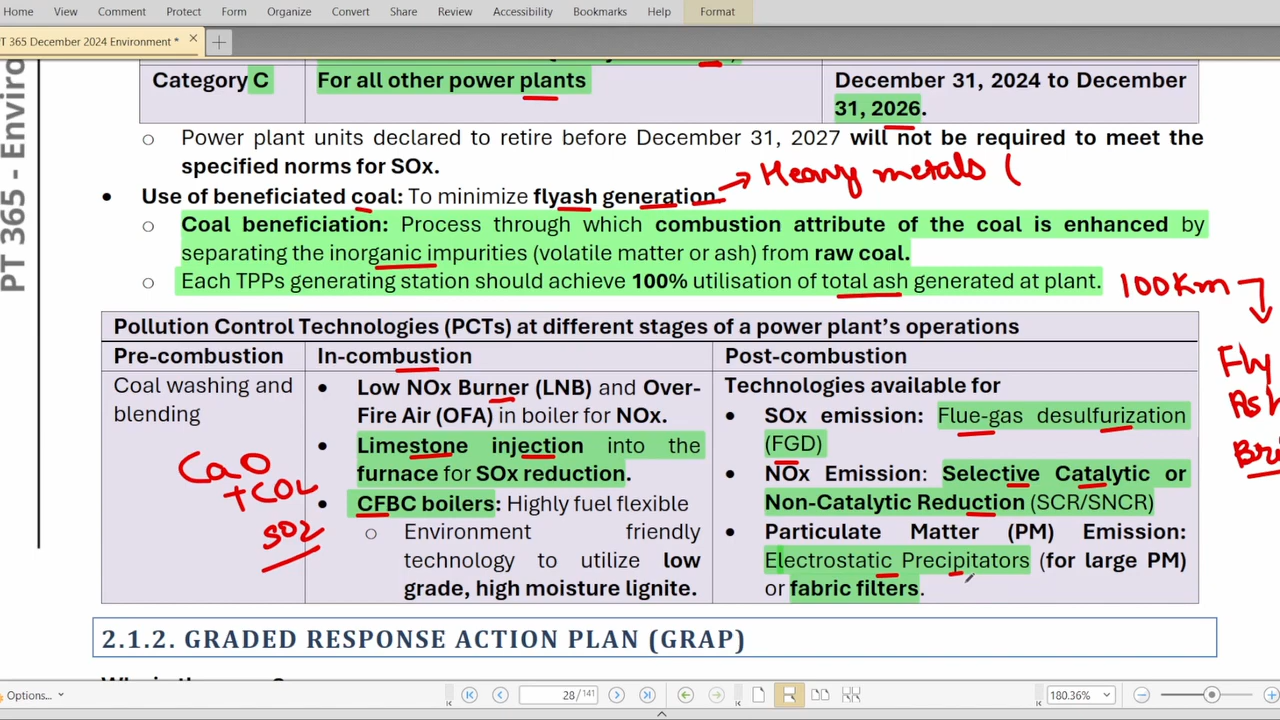 Home View Comment Protect Form Organize Convert Share Review Accessibility Bookmarks Help Format
PT 365 December 2024 Environment *
PT 365 - Enviro
Category C
For all other power plants
December 31, 2024 to December
31, 2026.
Power plant units declared to retire before December 31, 2027 will not be required to meet the
specified norms for SOx.
Heavy metals (
Use of beneficiated coal: To minimize flyash generation.
Coal beneficiation: Process through which combustion attribute of the coal is enhanced by
separating the inorganic impurities (volatile matter or ash) from raw coal.
Each TPPs generating station should achieve 100% utilisation of total ash generated at plant.
100 Km
Fly
Ash
Bri
Pollution Control Technologies (PCTs) at different stages of a power plant's operations
Pre-combustion
Coal washing and
blending
CaO
+CO2
SO2
In-combustion
Low NOx Burner (LNB) and Over-
Fire Air (OFA) in boiler for NOx.
Limestone injection into the
furnace for SOx reduction.
CFBC boilers: Highly fuel flexible
Environment friendly
technology to utilize low
grade, high moisture lignite.
Post-combustion
Technologies available for
SOx emission: Flue-gas desulfurization
(FGD)
NOx Emission: Selective Catalytic or
Non-Catalytic Reduction (SCR/SNCR)
Particulate Matter (PM) Emission:
Electrostatic Precipitators (for large PM)
or fabric filters.
2.1.2. GRADED RESPONSE ACTION PLAN (GRAP)
Options...
28 /141
180.36%